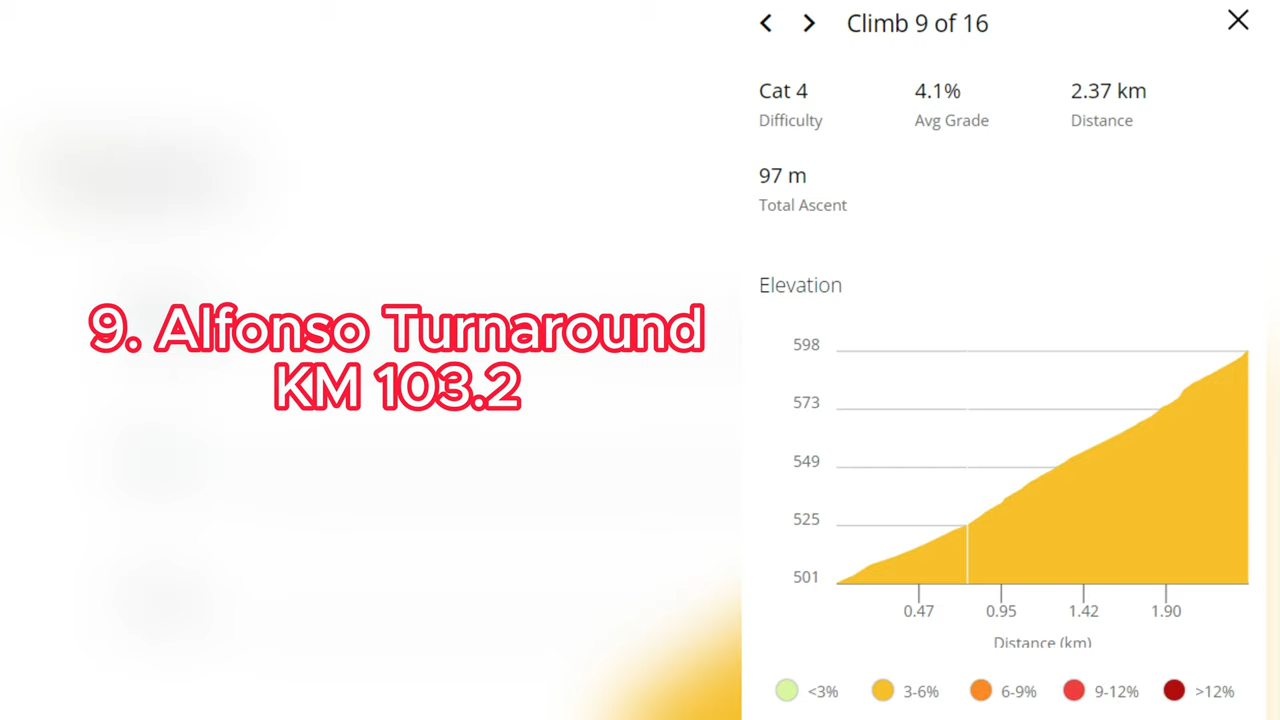 9. Alfonso Turnaround
KM 103.2
Climb 9 of 16
Cat 4
Difficulty
4.1%
Avg Grade
2.37 km
Distance
97 m
Total Ascent
Elevation
598
573
549
525
501
0.47 0.95 1.42 1.90
Distance (km)
<3% 3-6% 6-9% 9-12% >12%